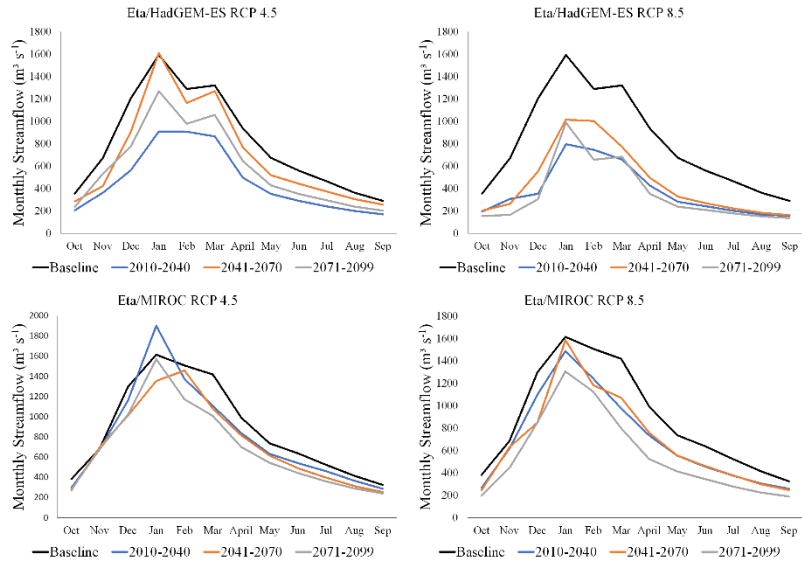 Eta/HadGEM-ES RCP 4.5
Monttthly Streamflow (m³ s⁻¹)
1800
1600
1400
1200
1000
800
600
400
200
0
Oct Nov Dec Jan Feb Mar April May Jun Jul Aug Sep
Baseline 2010-2040 2041-2070 2071-2099
Eta/HadGEM-ES RCP 8.5
Monttthly Streamflow (m³ s⁻¹)
1800
1600
1400
1200
1000
800
600
400
200
0
Oct Nov Dec Jan Feb Mar April May Jun Jul Aug Sep
Baseline 2010-2040 2041-2070 2071-2099
Eta/MIROC RCP 4.5
Monttthly Streamflow (m³ s⁻¹)
2000
1800
1600
1400
1200
1000
800
600
400
200
0
Oct Nov Dec Jan Feb Mar April May Jun Jul Aug Sep
Baseline 2010-2040 2041-2070 2071-2099
Eta/MIROC RCP 8.5
Monttthly Streamflow (m³ s⁻¹)
1800
1600
1400
1200
1000
800
600
400
200
0
Oct Nov Dec Jan Feb Mar April May Jun Jul Aug Sep
Baseline 2010-2040 2041-2070 2071-2099